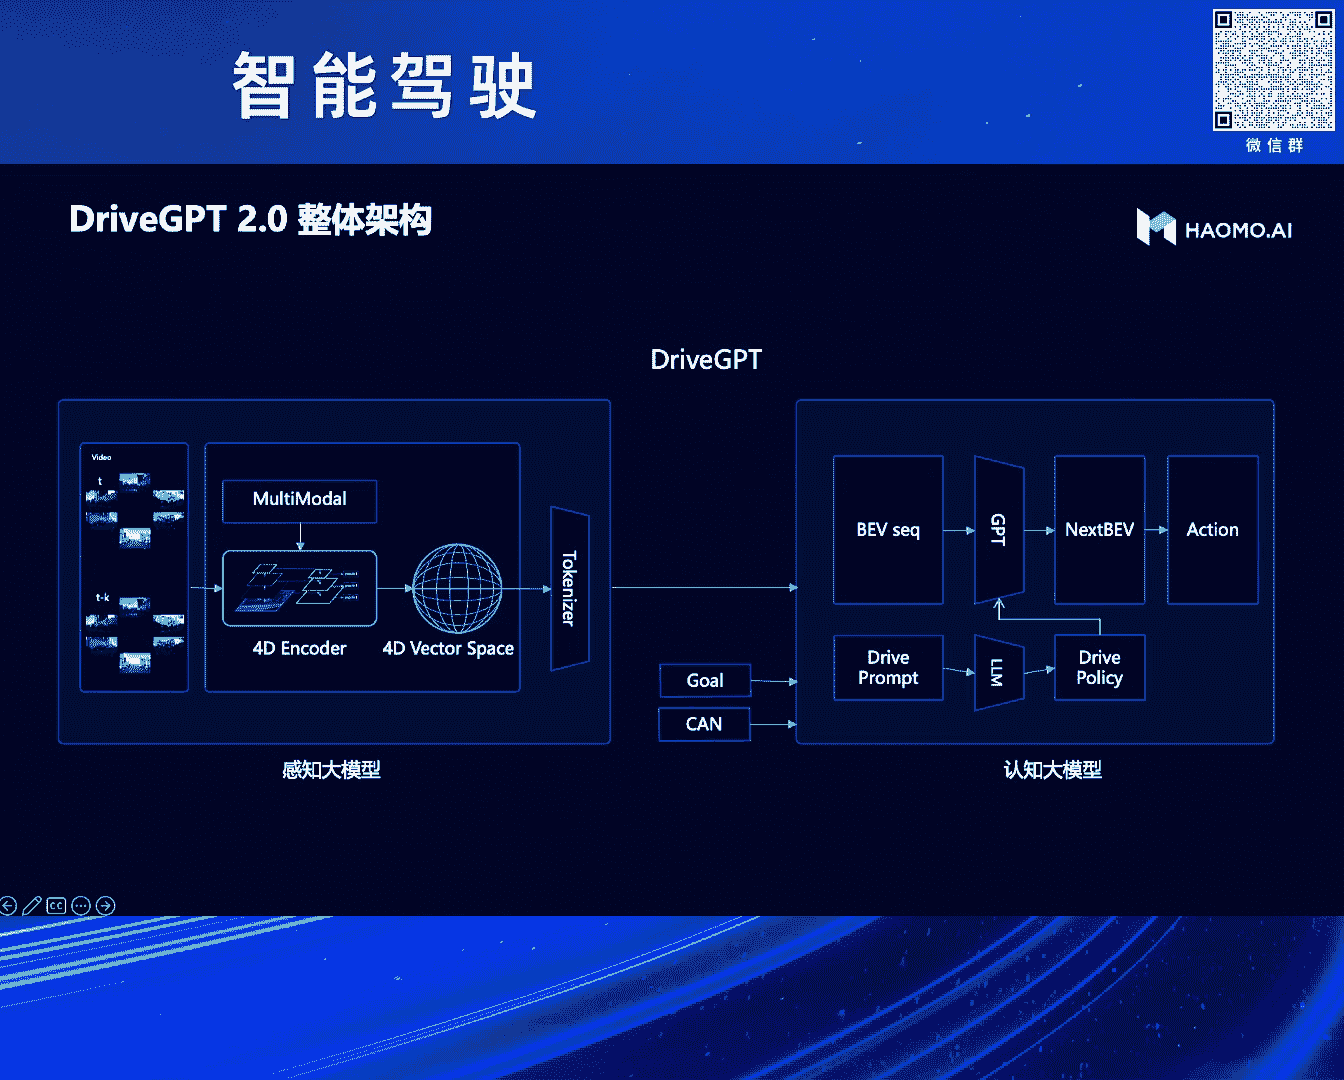 智能驾驶
微信群
DriveGPT 2.0 整体架构
HAOMO.AI
DriveGPT
Video
t
t-k
MultiModal
4D Encoder
4D Vector Space
Tokenizer
感知大模型
Goal
CAN
BEV seq
GPT
NextBEV
Action
Drive
Prompt
LLM
Drive
Policy
认知大模型
CC